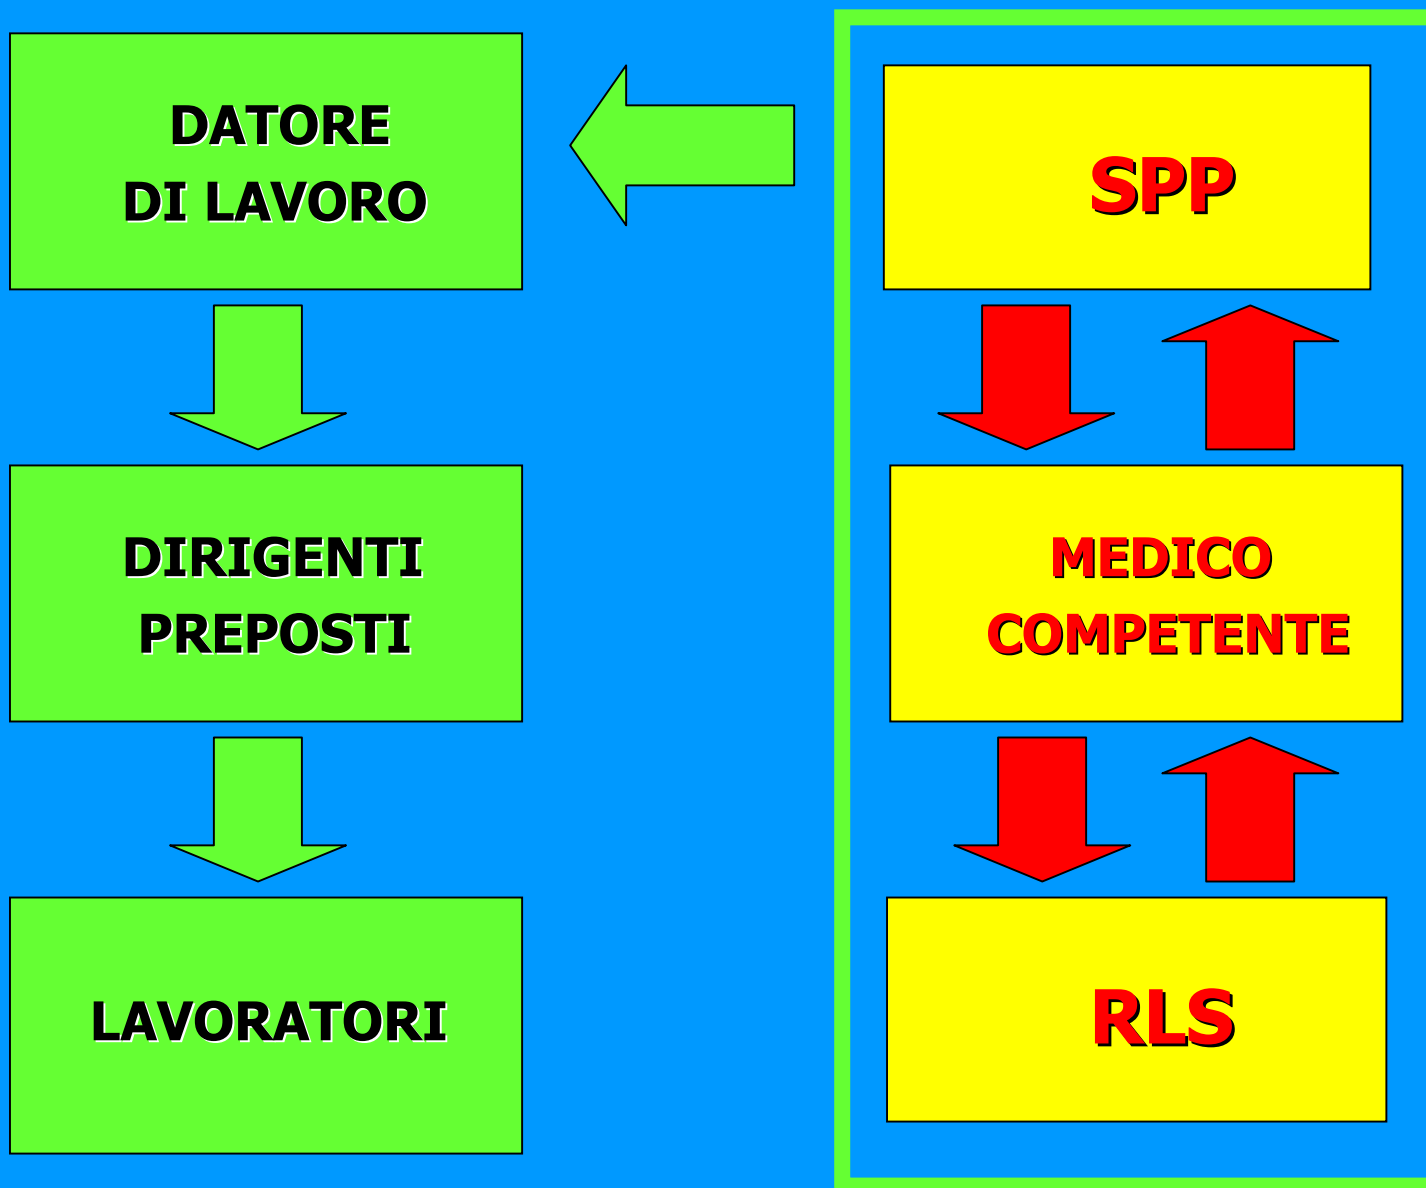 DATORE
DI LAVORO
SPP
DIRIGENTI
PREPOSTI
MEDICO
COMPETENTE
LAVORATORI
RLS